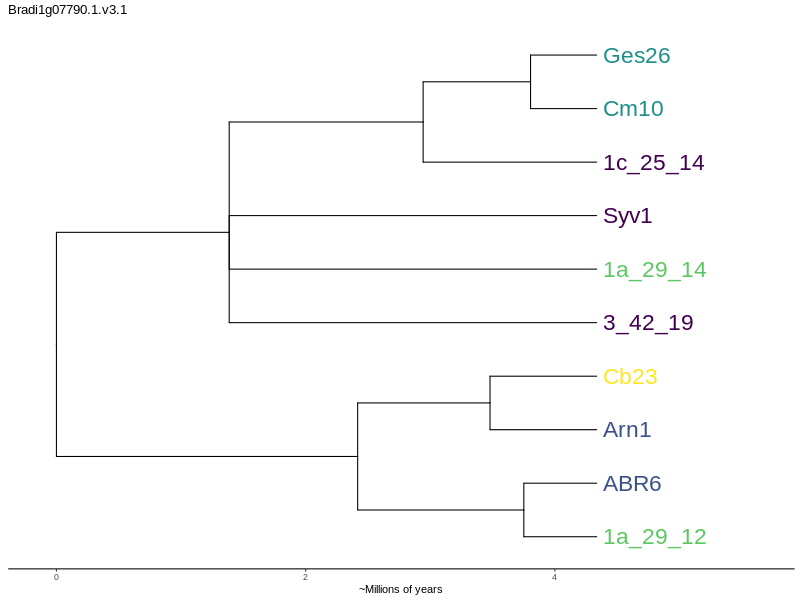 Bradi1g07790.1.v3.1
Ges26
Cm10
1c_25_14
Syv1
1a_29_14
3_42_19
Cb23
Arn1
ABR6
1a_29_12
0 2 4
~Millions of years